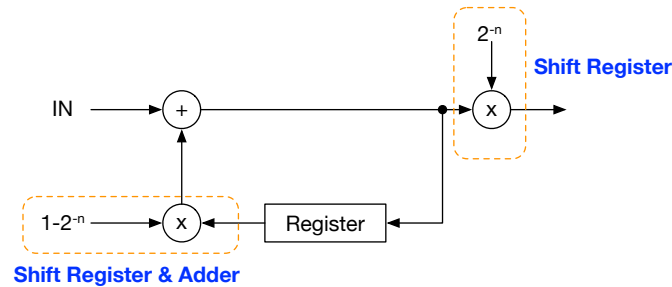 2⁻ⁿ
Shift Register
IN
+
x
1-2⁻ⁿ
x
Register
Shift Register & Adder